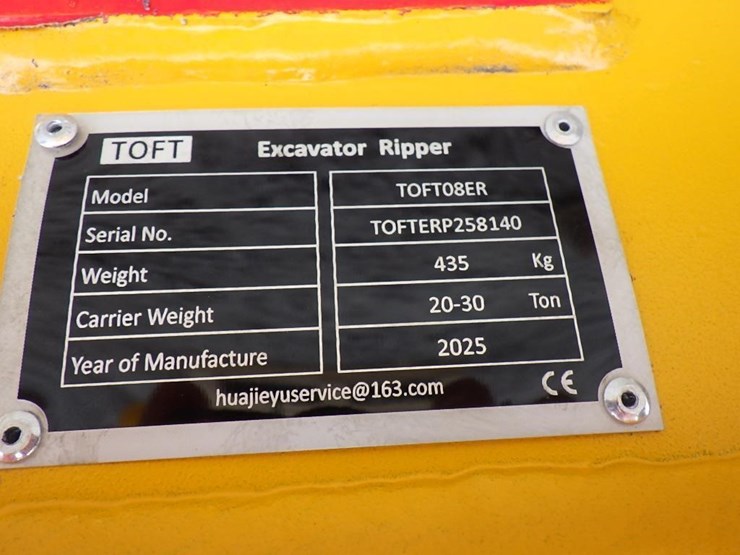 TOFT Excavator Ripper
Model TOFT08ER
Serial No. TOFTERP258140
Weight 435 Kg
Carrier Weight 20-30 Ton
Year of Manufacture 2025
huajieyuservice@163.com CE